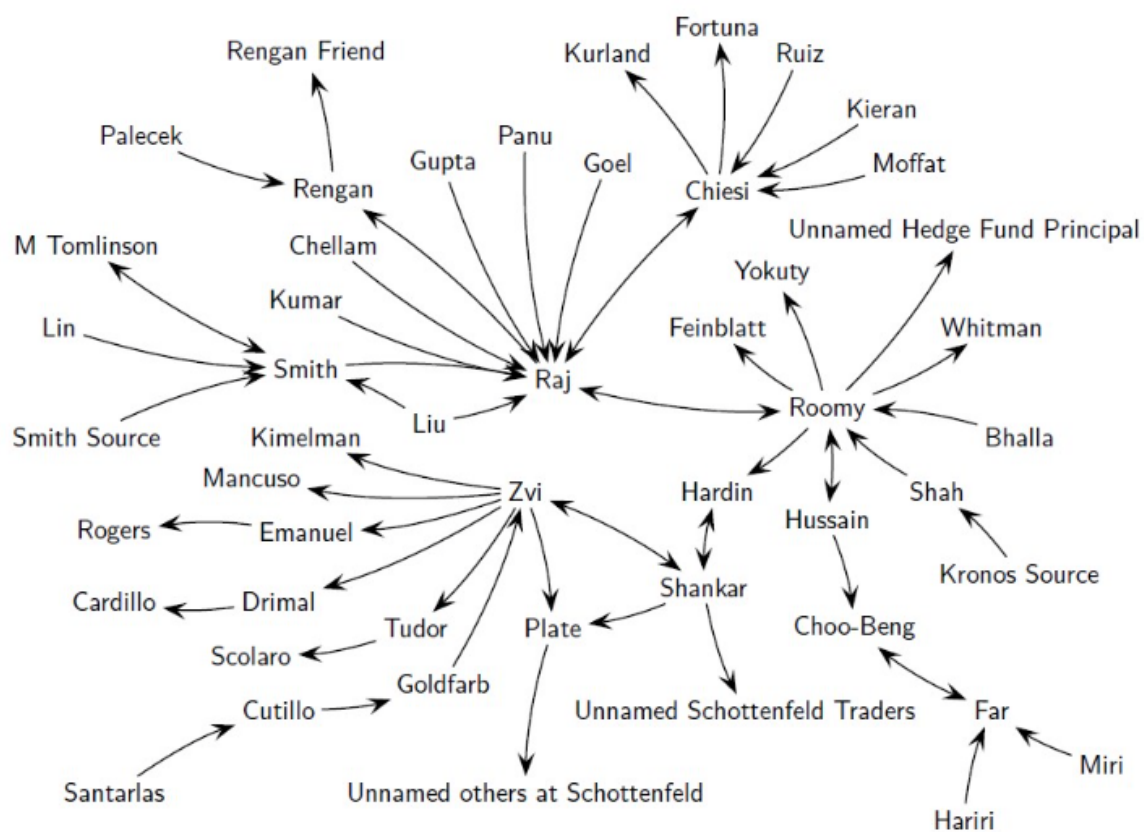 Fortuna
Rengan Friend
Kurland
Ruiz
Kieran
Palecek
Panu
Gupta
Goel
Moffat
Rengan
Chiesi
Unnamed Hedge Fund Principal
M Tomlinson
Chellam
Yokuty
Kumar
Lin
Feinblatt
Whitman
Smith
Raj
Roomy
Liu
Smith Source
Kimelman
Bhalla
Mancuso
Zvi
Hardin
Shah
Rogers
Emanuel
Hussain
Kronos Source
Shankar
Cardillo
Drimal
Tudor
Plate
Choo-Beng
Scolaro
Goldfarb
Cutillo
Unnamed Schottenfeld Traders
Far
Miri
Santarlas
Unnamed others at Schottenfeld
Hariri